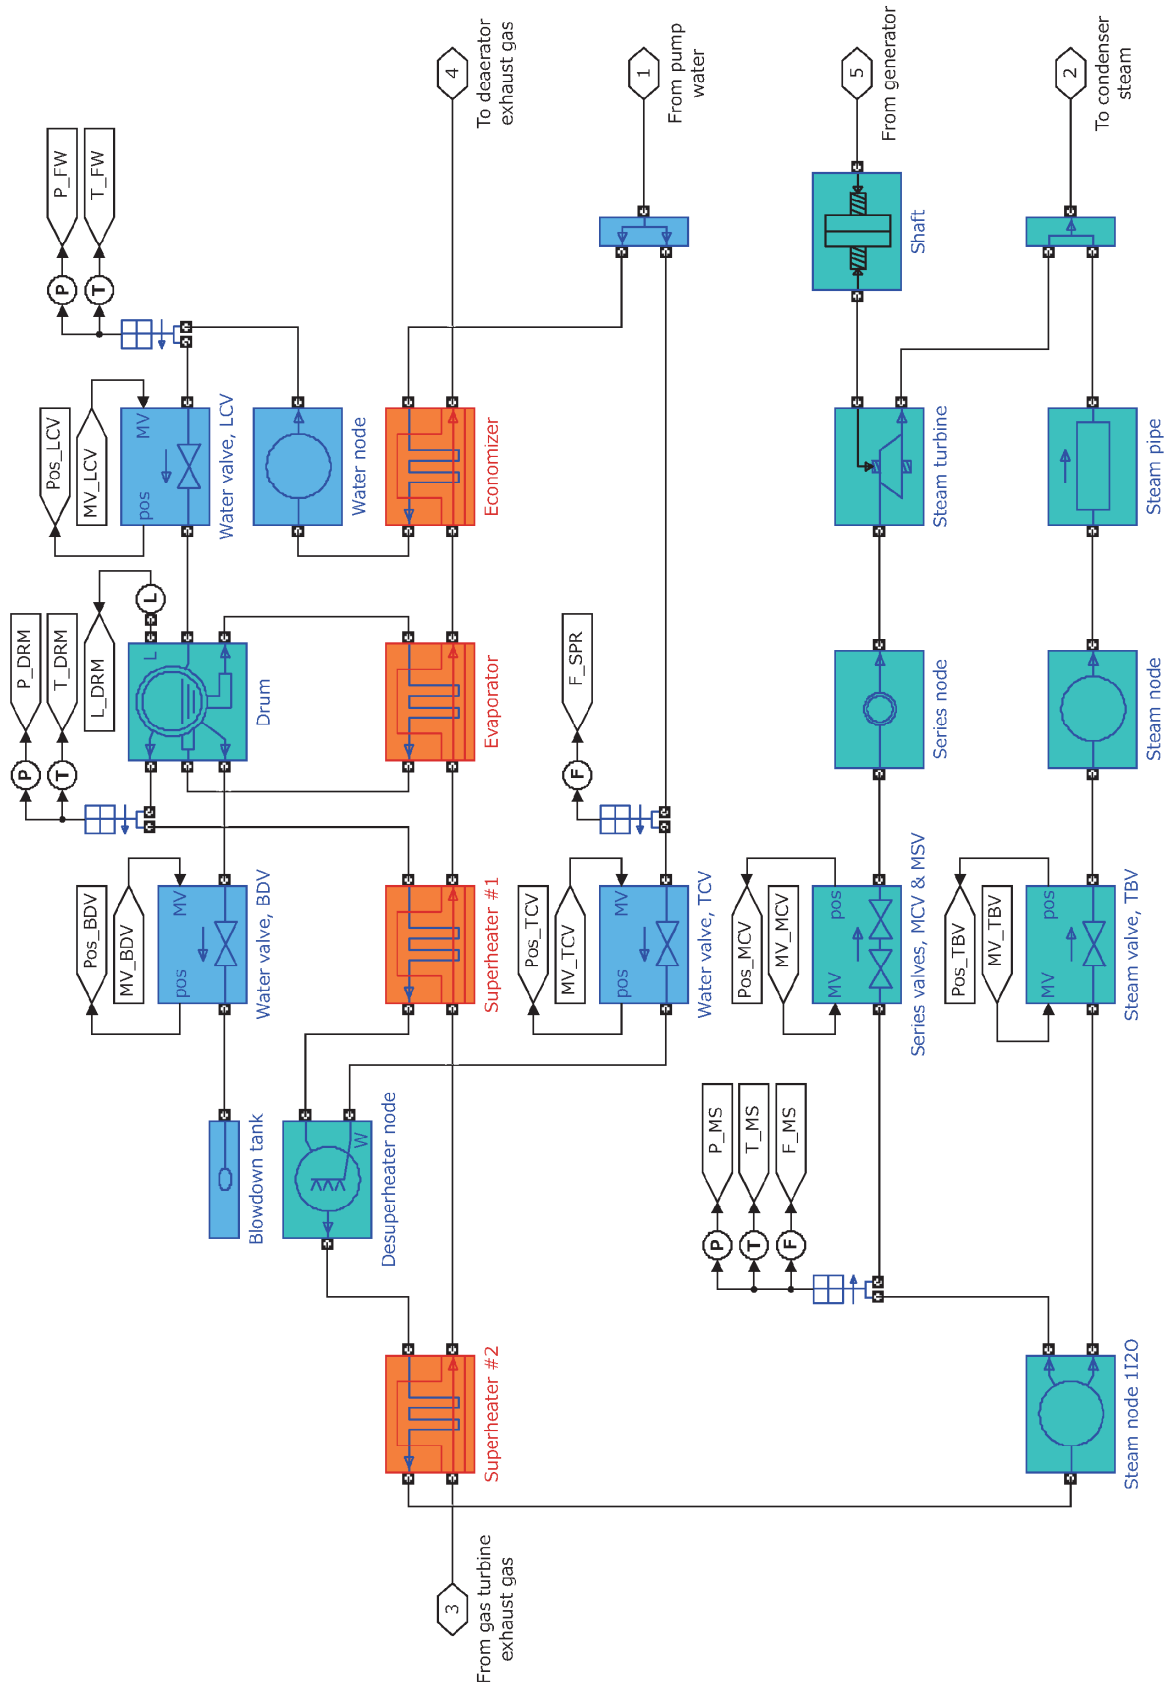 P
P_DRM
Pos_LCV
P
P_FW
T
T_DRM
Pos_BDV
MV_LCV
T
T_FW
MV_BDV
L_DRM
pos
MV
L
L
pos
MV
Water valve, BDV
Drum
Water valve, LCV
Blowdown tank
W
Desuperheater node
Water node
3
From gas turbine
exhaust gas
Superheater #2
Superheater #1
Evaporator
Economizer
4
To deaerator
exhaust gas
Pos_TCV
MV_TCV
F
F_SPR
pos
MV
Water valve, TCV
1
From pump
water
P
P_MS
T
T_MS
F
F_MS
Pos_MCV
MV_MCV
MV
pos
Series valves, MCV & MSV
Series node
Steam turbine
Shaft
5
From generator
Pos_TBV
MV_TBV
MV
pos
Steam node 1I2O
Steam valve, TBV
Steam node
Steam pipe
2
To condenser
steam